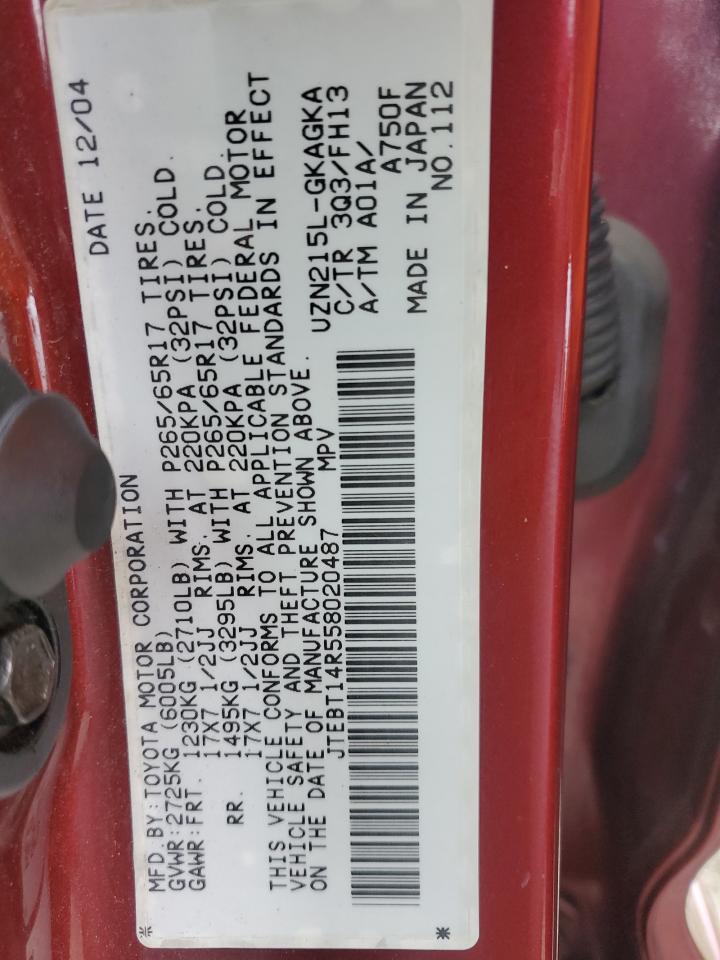 MFD.BY:TOYOTA MOTOR CORPORATION DATE 12/04
GVWR:2725KG (6005LB)
GAWR:FRT. 1230KG (2710LB) WITH P265/65R17 TIRES.
17X7 1/2JJ RIMS. AT 220KPA (32PSI) COLD.
RR. 1495KG (3295LB) WITH P265/65R17 TIRES.
17X7 1/2JJ RIMS. AT 220KPA (32PSI) COLD.
THIS VEHICLE CONFORMS TO ALL APPLICABLE FEDERAL MOTOR
VEHICLE SAFETY AND THEFT PREVENTION STANDARDS IN EFFECT
ON THE DATE OF MANUFACTURE SHOWN ABOVE.
JTEBT14R558020487 MPV
UZN215L-GKAGKA
C/TR 3Q3/FH13
A/TM A01A/
A750F
MADE IN JAPAN
NO.112